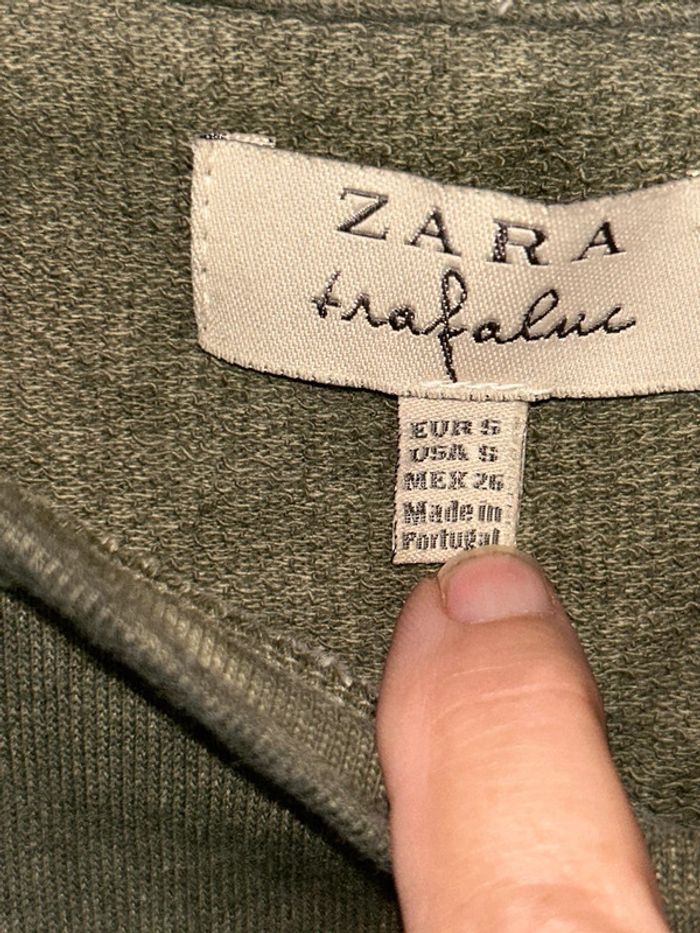 ZARA
trafaluc
EUR S
USA S
MEX 26
Made in
Portugal